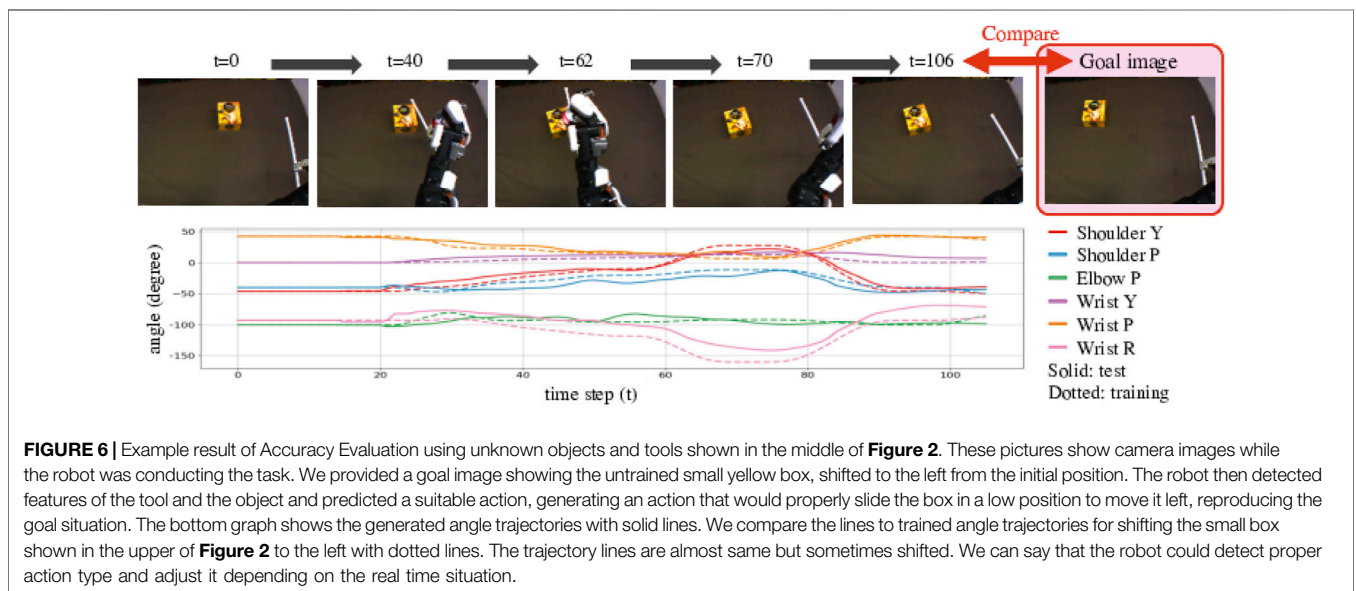 Compare
t=0
t=40
t=62
t=70
t=106
Goal image
angle (degree)
50
0
−50
-100
-150
0
20
40
60
80
100
time step (t)
Shoulder Y
Shoulder P
Elbow P
Wrist Y
Wrist P
Wrist R
Solid: test
Dotted: training
FIGURE 6 | Example result of Accuracy Evaluation using unknown objects and tools shown in the middle of Figure 2. These pictures show camera images while
the robot was conducting the task. We provided a goal image showing the untrained small yellow box, shifted to the left from the initial position. The robot then detected
features of the tool and the object and predicted a suitable action, generating an action that would properly slide the box in a low position to move it left, reproducing the
goal situation. The bottom graph shows the generated angle trajectories with solid lines. We compare the lines to trained angle trajectories for shifting the small box
shown in the upper of Figure 2 to the left with dotted lines. The trajectory lines are almost same but sometimes shifted. We can say that the robot could detect proper
action type and adjust it depending on the real time situation.